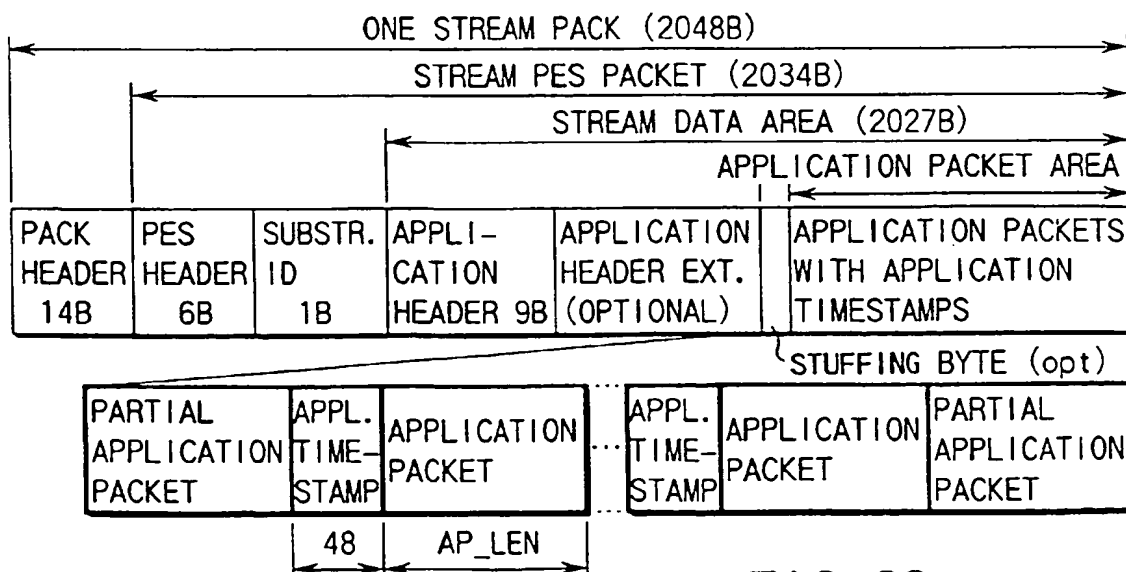 ONE STREAM PACK (2048B)
STREAM PES PACKET (2034B)
STREAM DATA AREA (2027B)
APPLICATION PACKET AREA
PACK
HEADER
14B
PES
HEADER
6B
SUBSTR.
ID
1B
APPLI-
CATION
HEADER 9B
APPLICATION
HEADER EXT.
(OPTIONAL)
APPLICATION PACKETS
WITH APPLICATION
TIMESTAMPS
STUFFING BYTE (opt)
PARTIAL
APPLICATION
PACKET
APPL.
TIME-
STAMP
APPLICATION
PACKET
APPL.
TIME-
STAMP
APPLICATION
PACKET
PARTIAL
APPLICATION
PACKET
48
AP_LEN